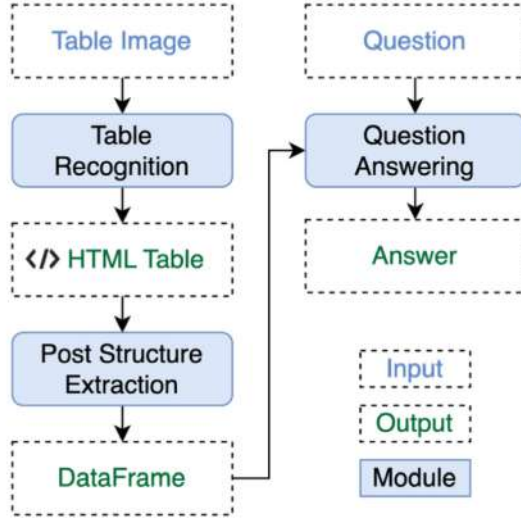 Table Image
Table
Recognition
</> HTML Table
Post Structure
Extraction
DataFrame
Question
Question
Answering
Answer
Input
Output
Module